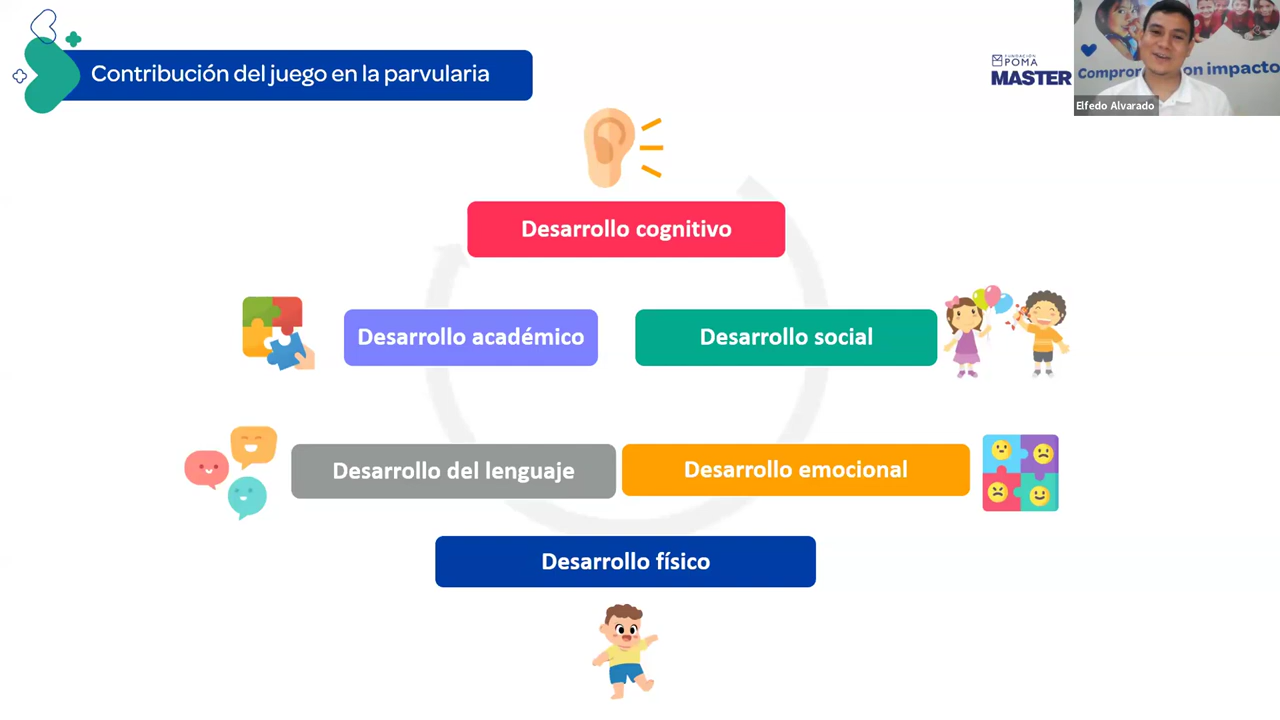 Contribución del juego en la parvularia
FUNDACIÓN
POMA
MASTER
Elfedo Alvarado
Desarrollo cognitivo
Desarrollo académico
Desarrollo social
Desarrollo del lenguaje
Desarrollo emocional
Desarrollo físico